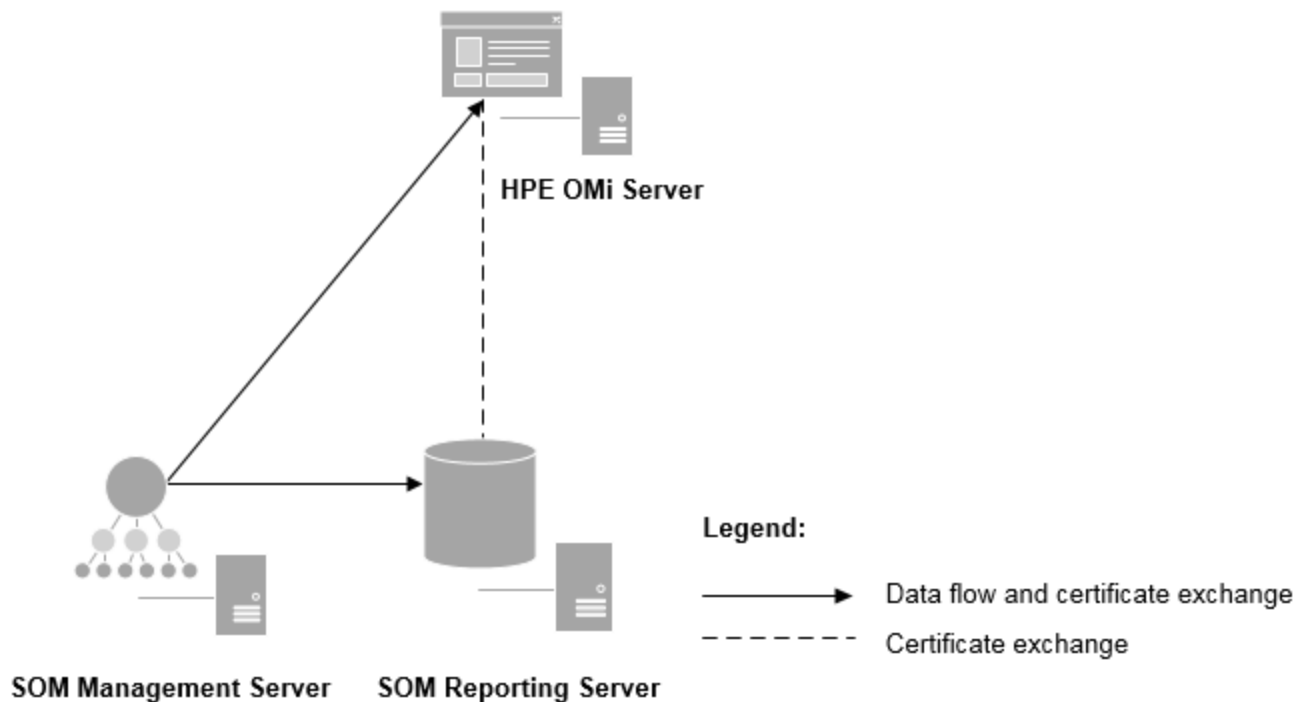 HPE OMi Server
Legend:
Data flow and certificate exchange
Certificate exchange
SOM Management Server
SOM Reporting Server